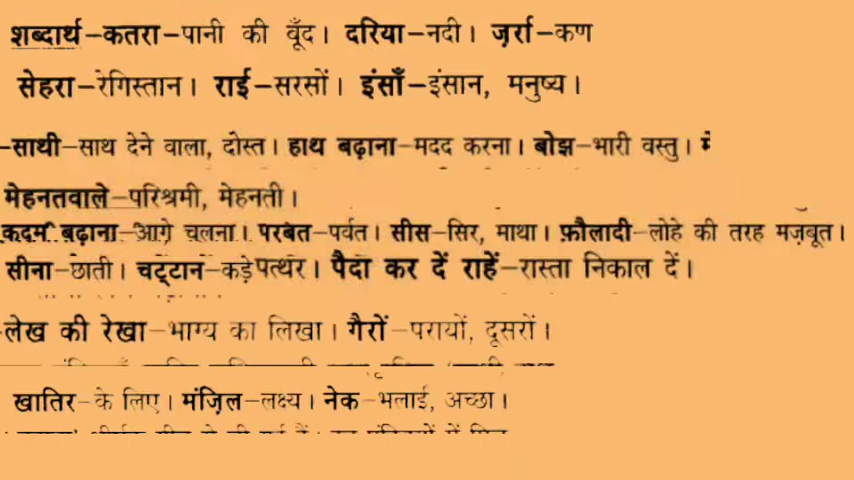 शब्दार्थ–कतरा–पानी की बूँद। दरिया–नदी। ज़र्रा–कण
सेहरा–रेगिस्तान। राई–सरसों। इंसाँ–इंसान, मनुष्य।
–साथी–साथ देने वाला, दोस्त। हाथ बढ़ाना–मदद करना। बोझ–भारी वस्तु।
मेहनतवाले–परिश्रमी, मेहनती।
कदम बढ़ाना–आगे चलना। परबत–पर्वत। सीस–सिर, माथा। फ़ौलादी–लोहे की तरह मज़बूत।
सीना–छाती। चट्टान–कड़े पत्थर। पैदा कर दें राहें–रास्ता निकाल दें।
लेख की रेखा–भाग्य का लिखा। गैरों–परायों, दूसरों।
खातिर–के लिए। मंज़िल–लक्ष्य। नेक–भलाई, अच्छा।